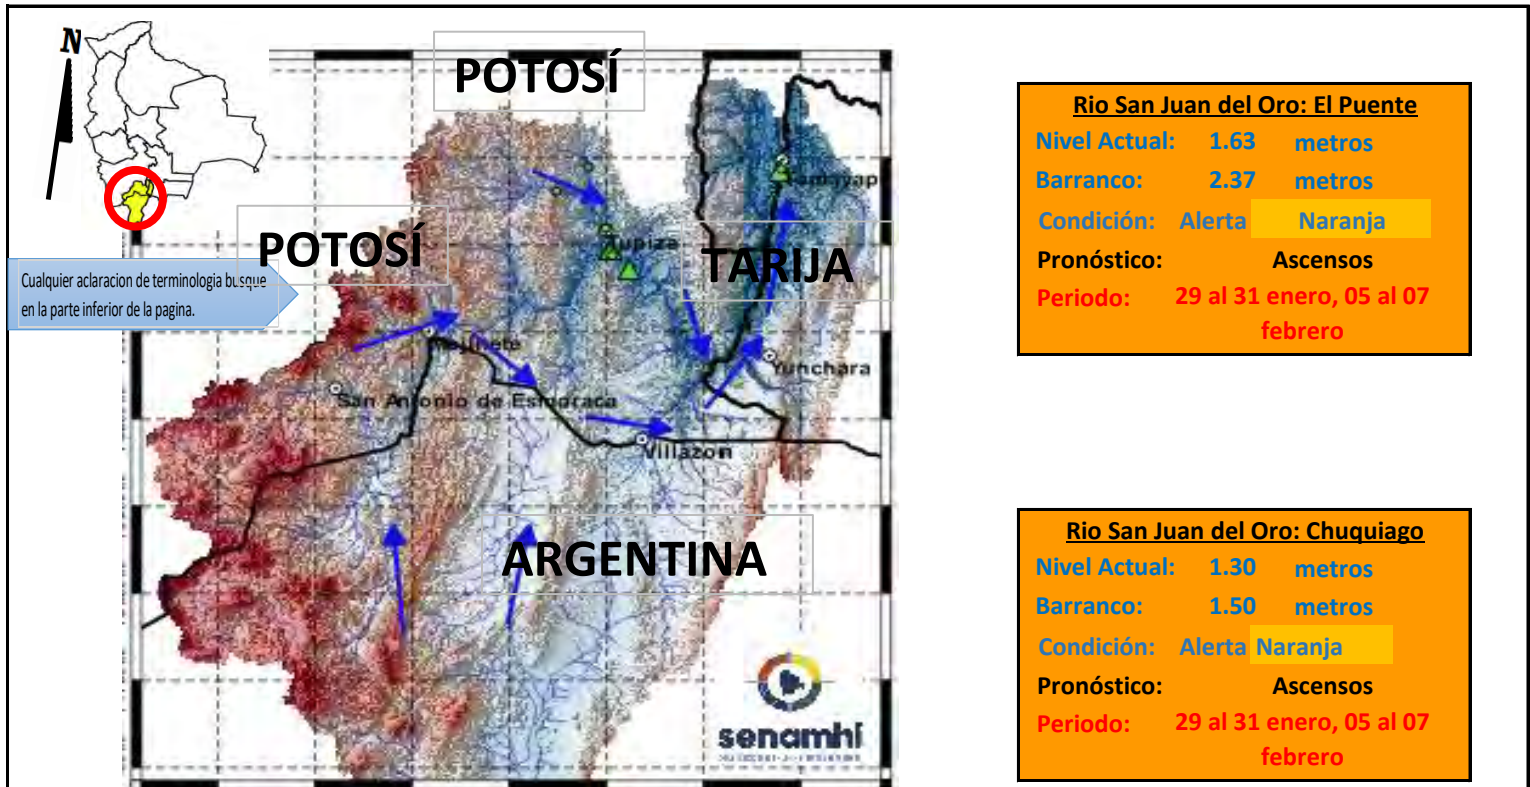 N
POTOSÍ
POTOSÍ
TARIJA
ARGENTINA
Cualquier aclaracion de terminologia busque
en la parte inferior de la pagina.
Tupiza
Yunchara
San Antonio de Esmoraca
Villazon
senamhi
Rio San Juan del Oro: El Puente
Nivel Actual: 1.63 metros
Barranco: 2.37 metros
Condición: Alerta Naranja
Pronóstico: Ascensos
Periodo: 29 al 31 enero, 05 al 07
febrero
Rio San Juan del Oro: Chuquiago
Nivel Actual: 1.30 metros
Barranco: 1.50 metros
Condición: Alerta Naranja
Pronóstico: Ascensos
Periodo: 29 al 31 enero, 05 al 07
febrero